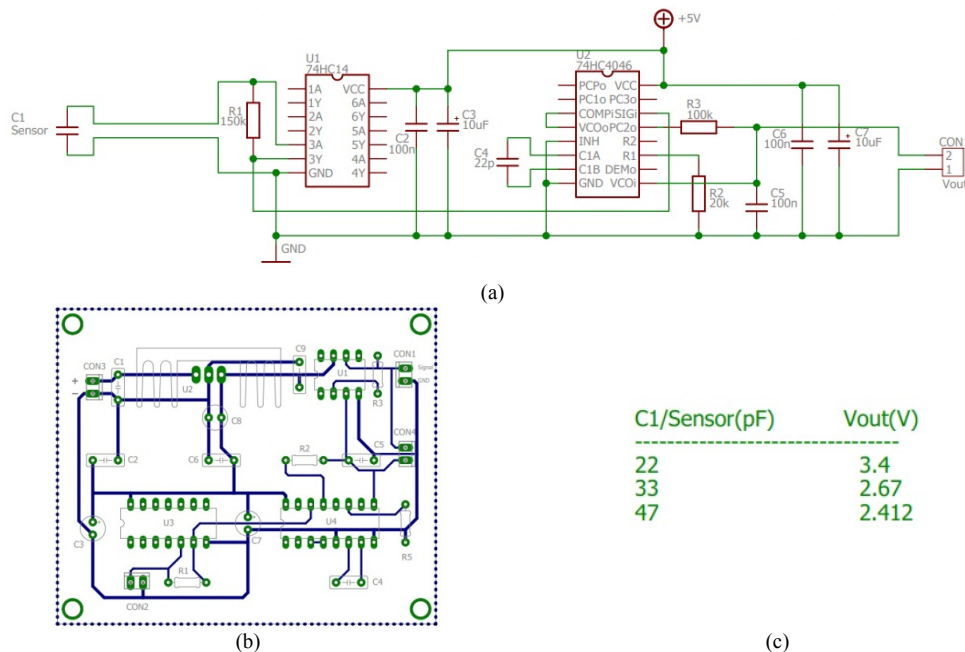 +5V
U1
74HC14
1A VCC
1Y 6A
2A 6Y
2Y 5A
3A 5Y
3Y 4A
GND 4Y
C1
Sensor
R1
150k
C2
100n
C3
10uF
U2
74HC4046
PCPo VCC
PC1o PC3o
COMPi SIGi
VCOo PC2o
INH R2
C1A R1
C1B DEMo
GND VCOi
C4
22p
R3
100k
R2
20k
C5
100n
C6
100n
C7
10uF
CON
2
1
Vout
GND
(a)
CON3
+
-
C1
U2
C9
U1
R3
CON1
Signal
GND
C8
C2
C6
R2
C5
CON4
C3
U3
C7
U4
R5
CON2
R1
C4
(b)
C1/Sensor(pF) Vout(V)
----------------------------------
22 3.4
33 2.67
47 2.412
(c)